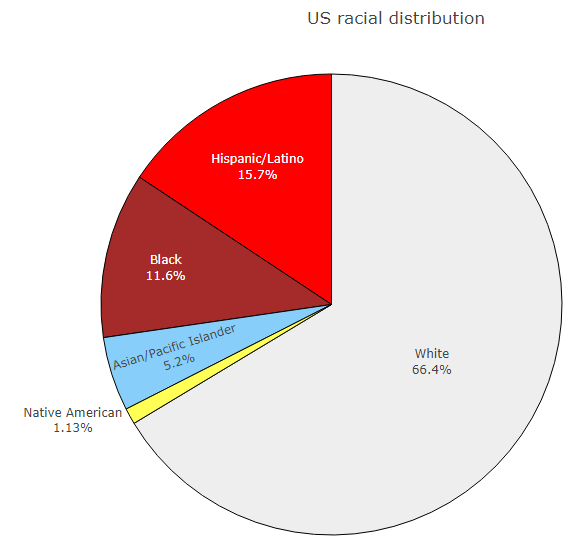 US racial distribution
Hispanic/Latino
15.7%
Black
11.6%
Asian/Pacific Islander
5.2%
Native American
1.13%
White
66.4%